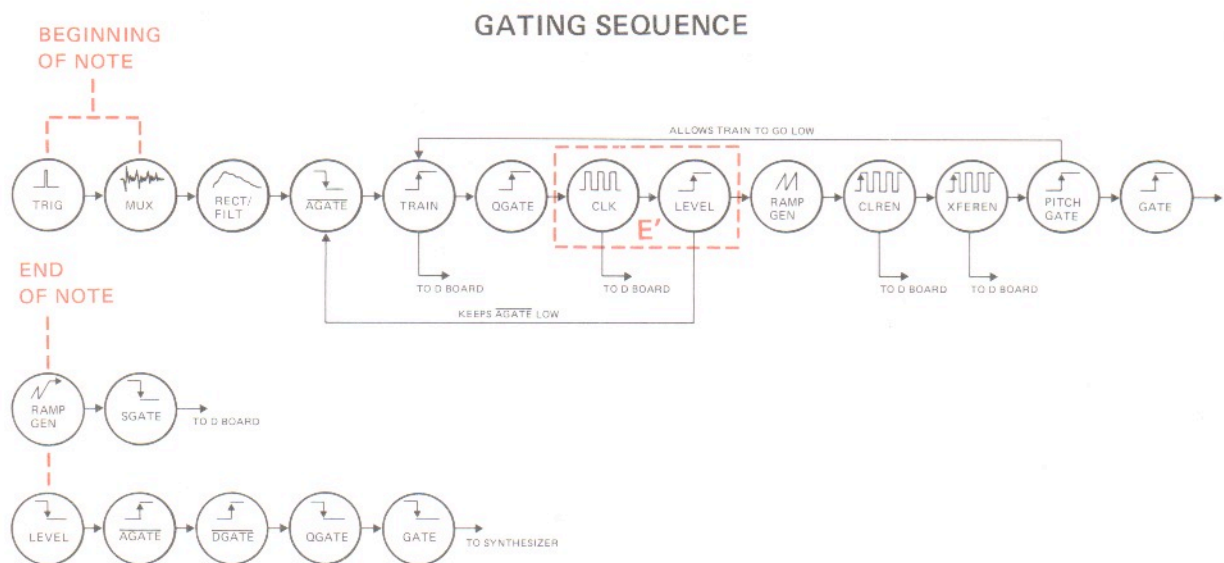 GATING SEQUENCE
BEGINNING
OF NOTE
ALLOWS TRAIN TO GO LOW
TRIG
MUX
RECT/
FILT
AGATE
TRAIN
QGATE
CLK
LEVEL
E'
RAMP
GEN
CLREN
XFEREN
PITCH
GATE
GATE
TO D BOARD
TO D BOARD
TO D BOARD
TO D BOARD
KEEPS AGATE LOW
END
OF NOTE
RAMP
GEN
SGATE
TO D BOARD
LEVEL
AGATE
DGATE
QGATE
GATE
TO SYNTHESIZER